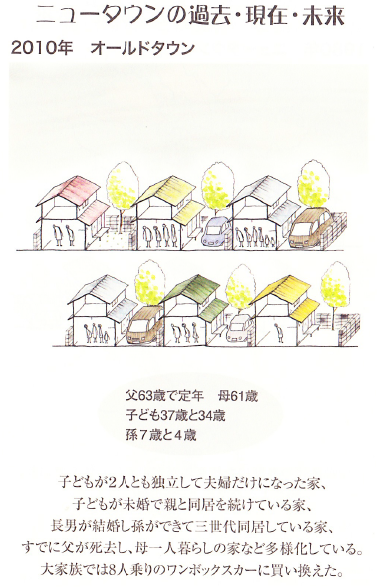 ニュータウンの過去・現在・未来
2010年　オールドタウン
父63歳で定年　母61歳
子ども37歳と34歳
孫７歳と４歳
子どもが２人とも独立して夫婦だけになった家、
子どもが未婚で親と同居を続けている家、
長男が結婚し孫ができて三世代同居している家、
すでに父が死去し、母一人暮らしの家など多様化している。
大家族では８人乗りのワンボックスカーに買い換えた。